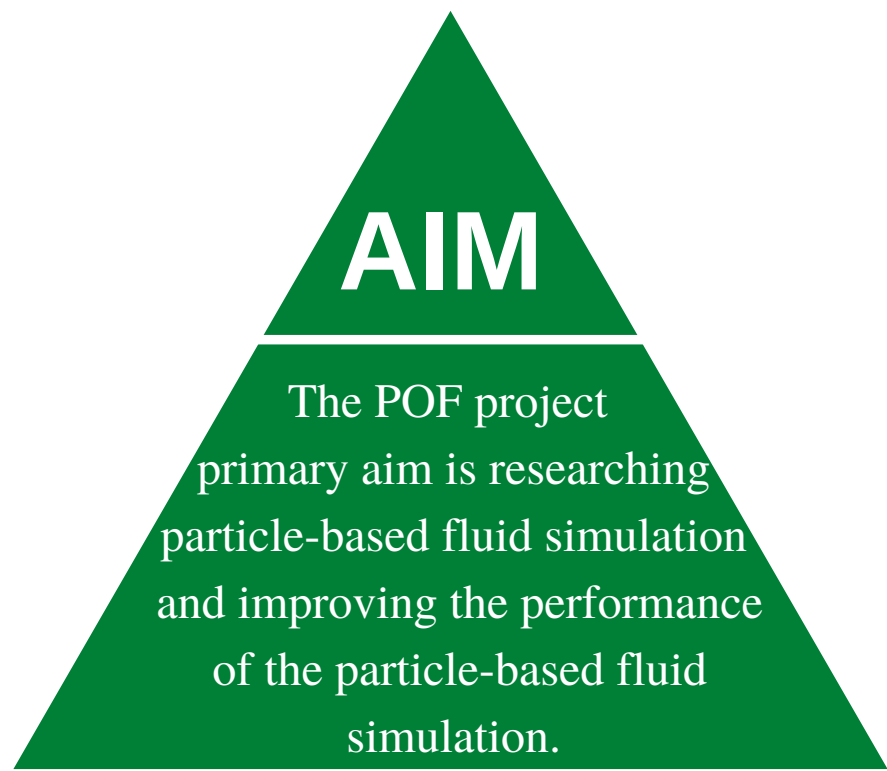 AIM
The POF project
primary aim is researching
particle-based fluid simulation
and improving the performance
of the particle-based fluid
simulation.